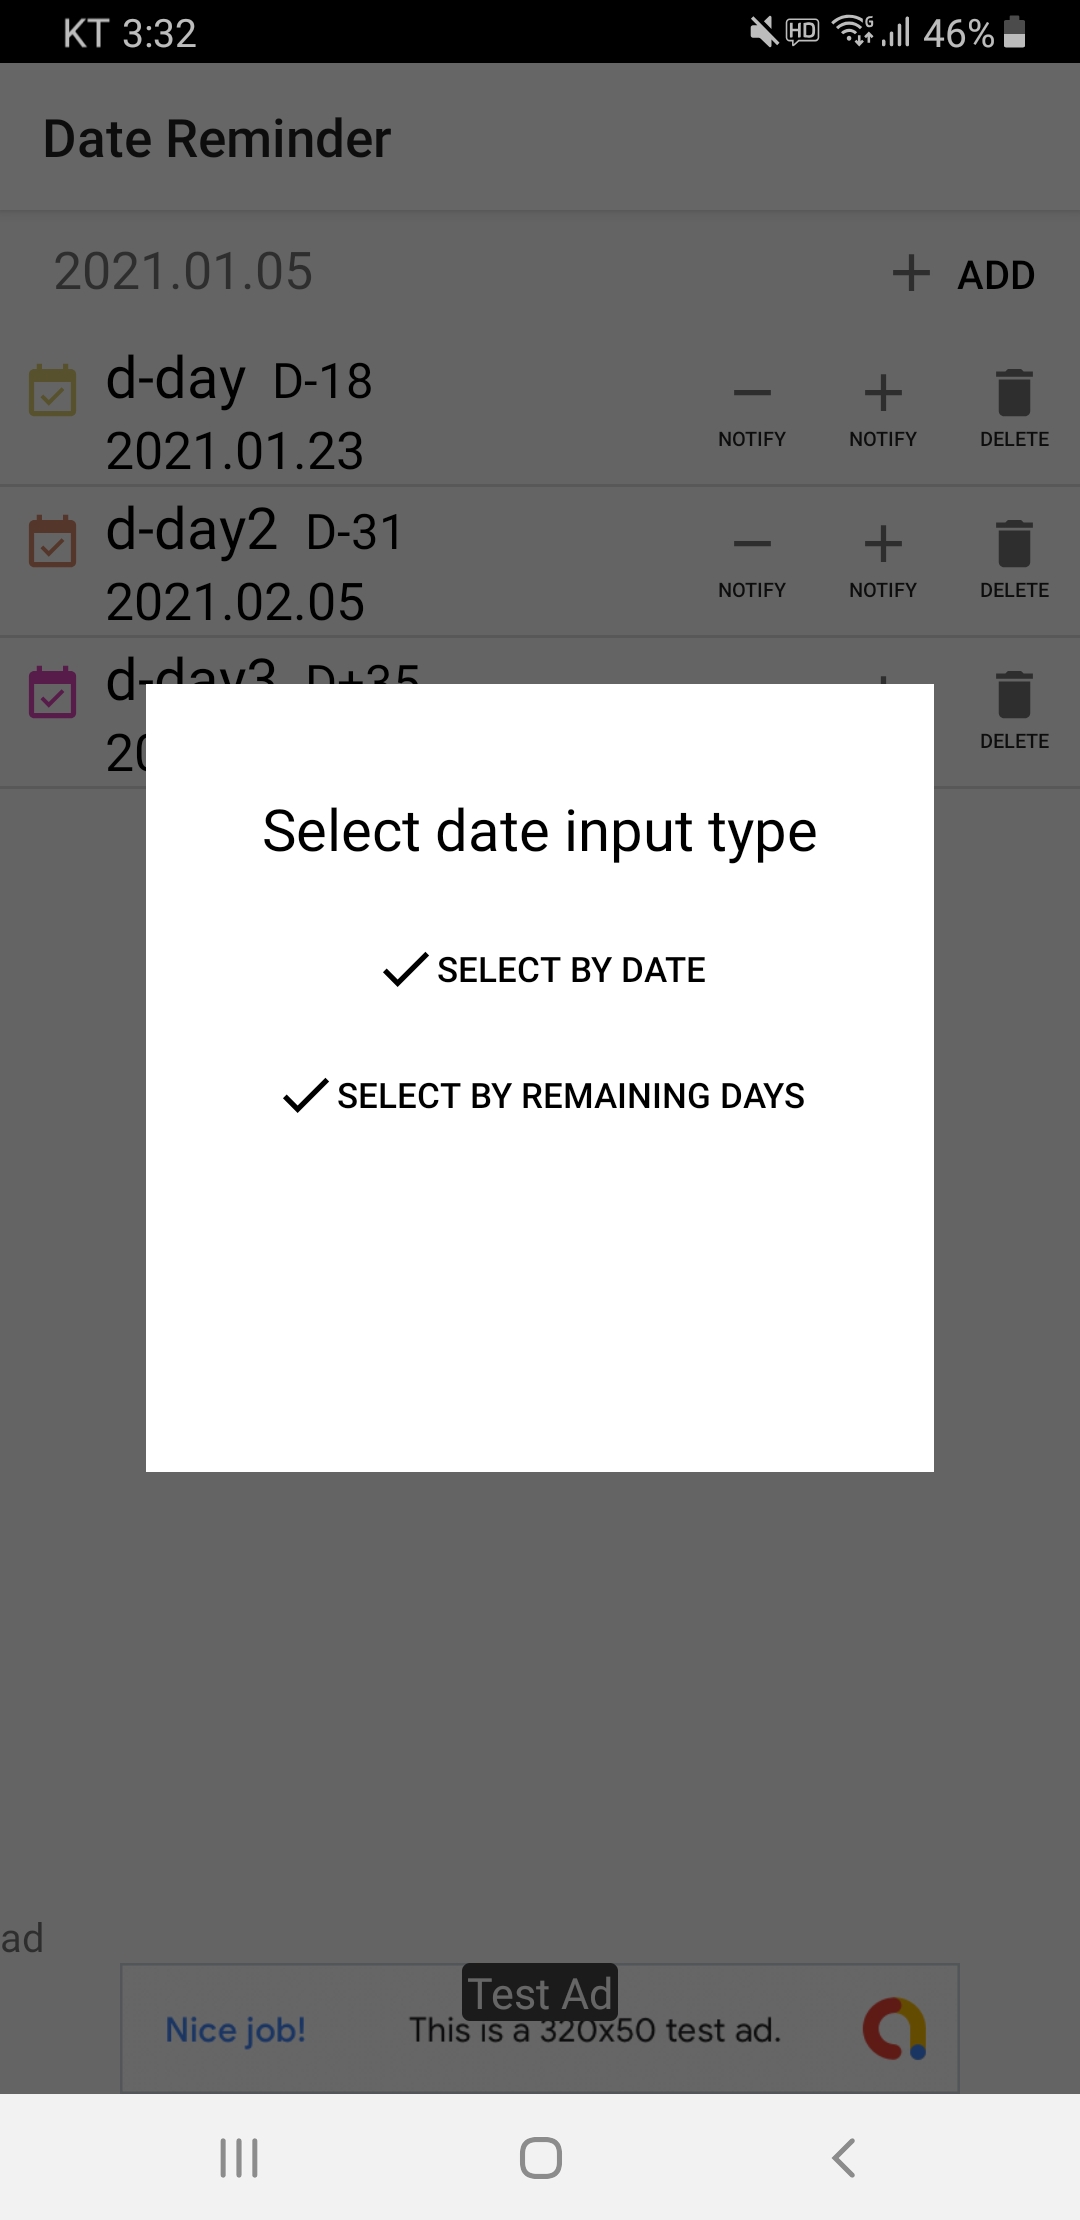 KT 3:32 HD G 46%
Date Reminder
2021.01.05 + ADD
d-day D-18
2021.01.23
NOTIFY NOTIFY DELETE
d-day2 D-31
2021.02.05
NOTIFY NOTIFY DELETE
d-day3 D+35
20
DELETE
Select date input type
SELECT BY DATE
SELECT BY REMAINING DAYS
ad
Test Ad
Nice job! This is a 320x50 test ad.